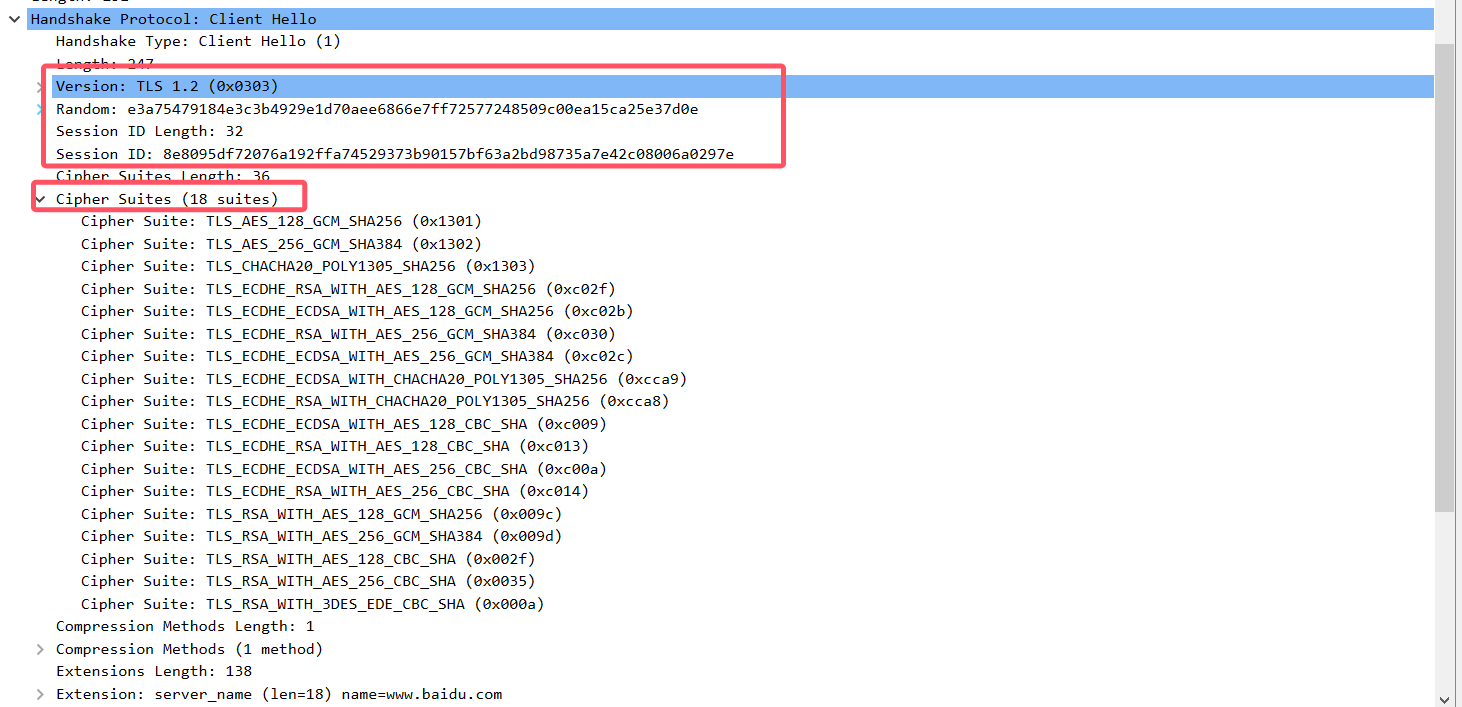 Handshake Protocol: Client Hello
Handshake Type: Client Hello (1)
Length: 247
Version: TLS 1.2 (0x0303)
Random: e3a75479184e3c3b4929e1d70aee6866e7ff72577248509c00ea15ca25e37d0e
Session ID Length: 32
Session ID: 8e8095df72076a192ffa74529373b90157bf63a2bd98735a7e42c08006a0297e
Cipher Suites Length: 36
Cipher Suites (18 suites)
Cipher Suite: TLS_AES_128_GCM_SHA256 (0x1301)
Cipher Suite: TLS_AES_256_GCM_SHA384 (0x1302)
Cipher Suite: TLS_CHACHA20_POLY1305_SHA256 (0x1303)
Cipher Suite: TLS_ECDHE_RSA_WITH_AES_128_GCM_SHA256 (0xc02f)
Cipher Suite: TLS_ECDHE_ECDSA_WITH_AES_128_GCM_SHA256 (0xc02b)
Cipher Suite: TLS_ECDHE_RSA_WITH_AES_256_GCM_SHA384 (0xc030)
Cipher Suite: TLS_ECDHE_ECDSA_WITH_AES_256_GCM_SHA384 (0xc02c)
Cipher Suite: TLS_ECDHE_ECDSA_WITH_CHACHA20_POLY1305_SHA256 (0xcca9)
Cipher Suite: TLS_ECDHE_RSA_WITH_CHACHA20_POLY1305_SHA256 (0xcca8)
Cipher Suite: TLS_ECDHE_ECDSA_WITH_AES_128_CBC_SHA (0xc009)
Cipher Suite: TLS_ECDHE_RSA_WITH_AES_128_CBC_SHA (0xc013)
Cipher Suite: TLS_ECDHE_ECDSA_WITH_AES_256_CBC_SHA (0xc00a)
Cipher Suite: TLS_ECDHE_RSA_WITH_AES_256_CBC_SHA (0xc014)
Cipher Suite: TLS_RSA_WITH_AES_128_GCM_SHA256 (0x009c)
Cipher Suite: TLS_RSA_WITH_AES_256_GCM_SHA384 (0x009d)
Cipher Suite: TLS_RSA_WITH_AES_128_CBC_SHA (0x002f)
Cipher Suite: TLS_RSA_WITH_AES_256_CBC_SHA (0x0035)
Cipher Suite: TLS_RSA_WITH_3DES_EDE_CBC_SHA (0x000a)
Compression Methods Length: 1
Compression Methods (1 method)
Extensions Length: 138
Extension: server_name (len=18) name=www.baidu.com